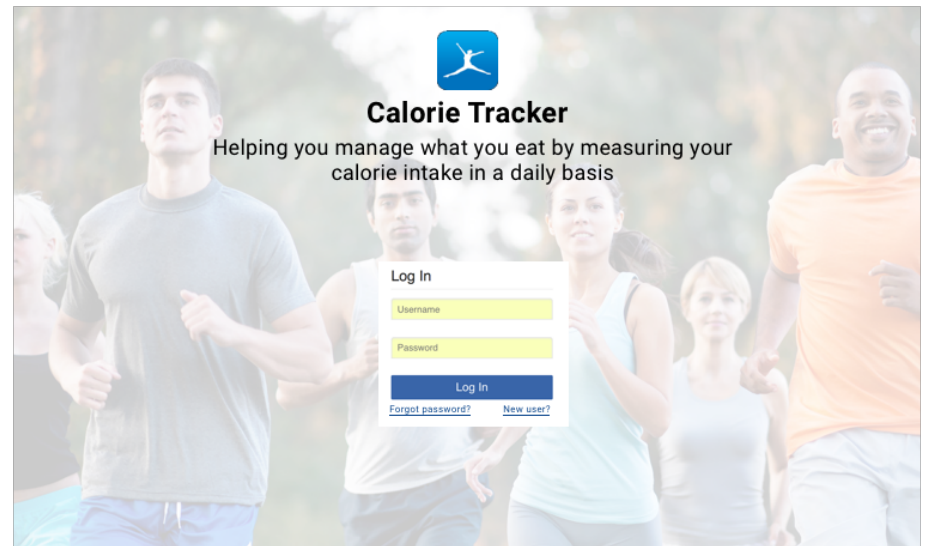 Calorie Tracker
Helping you manage what you eat by measuring your
calorie intake in a daily basis
Log In
Username
Password
Log In
Forgot password? New user?